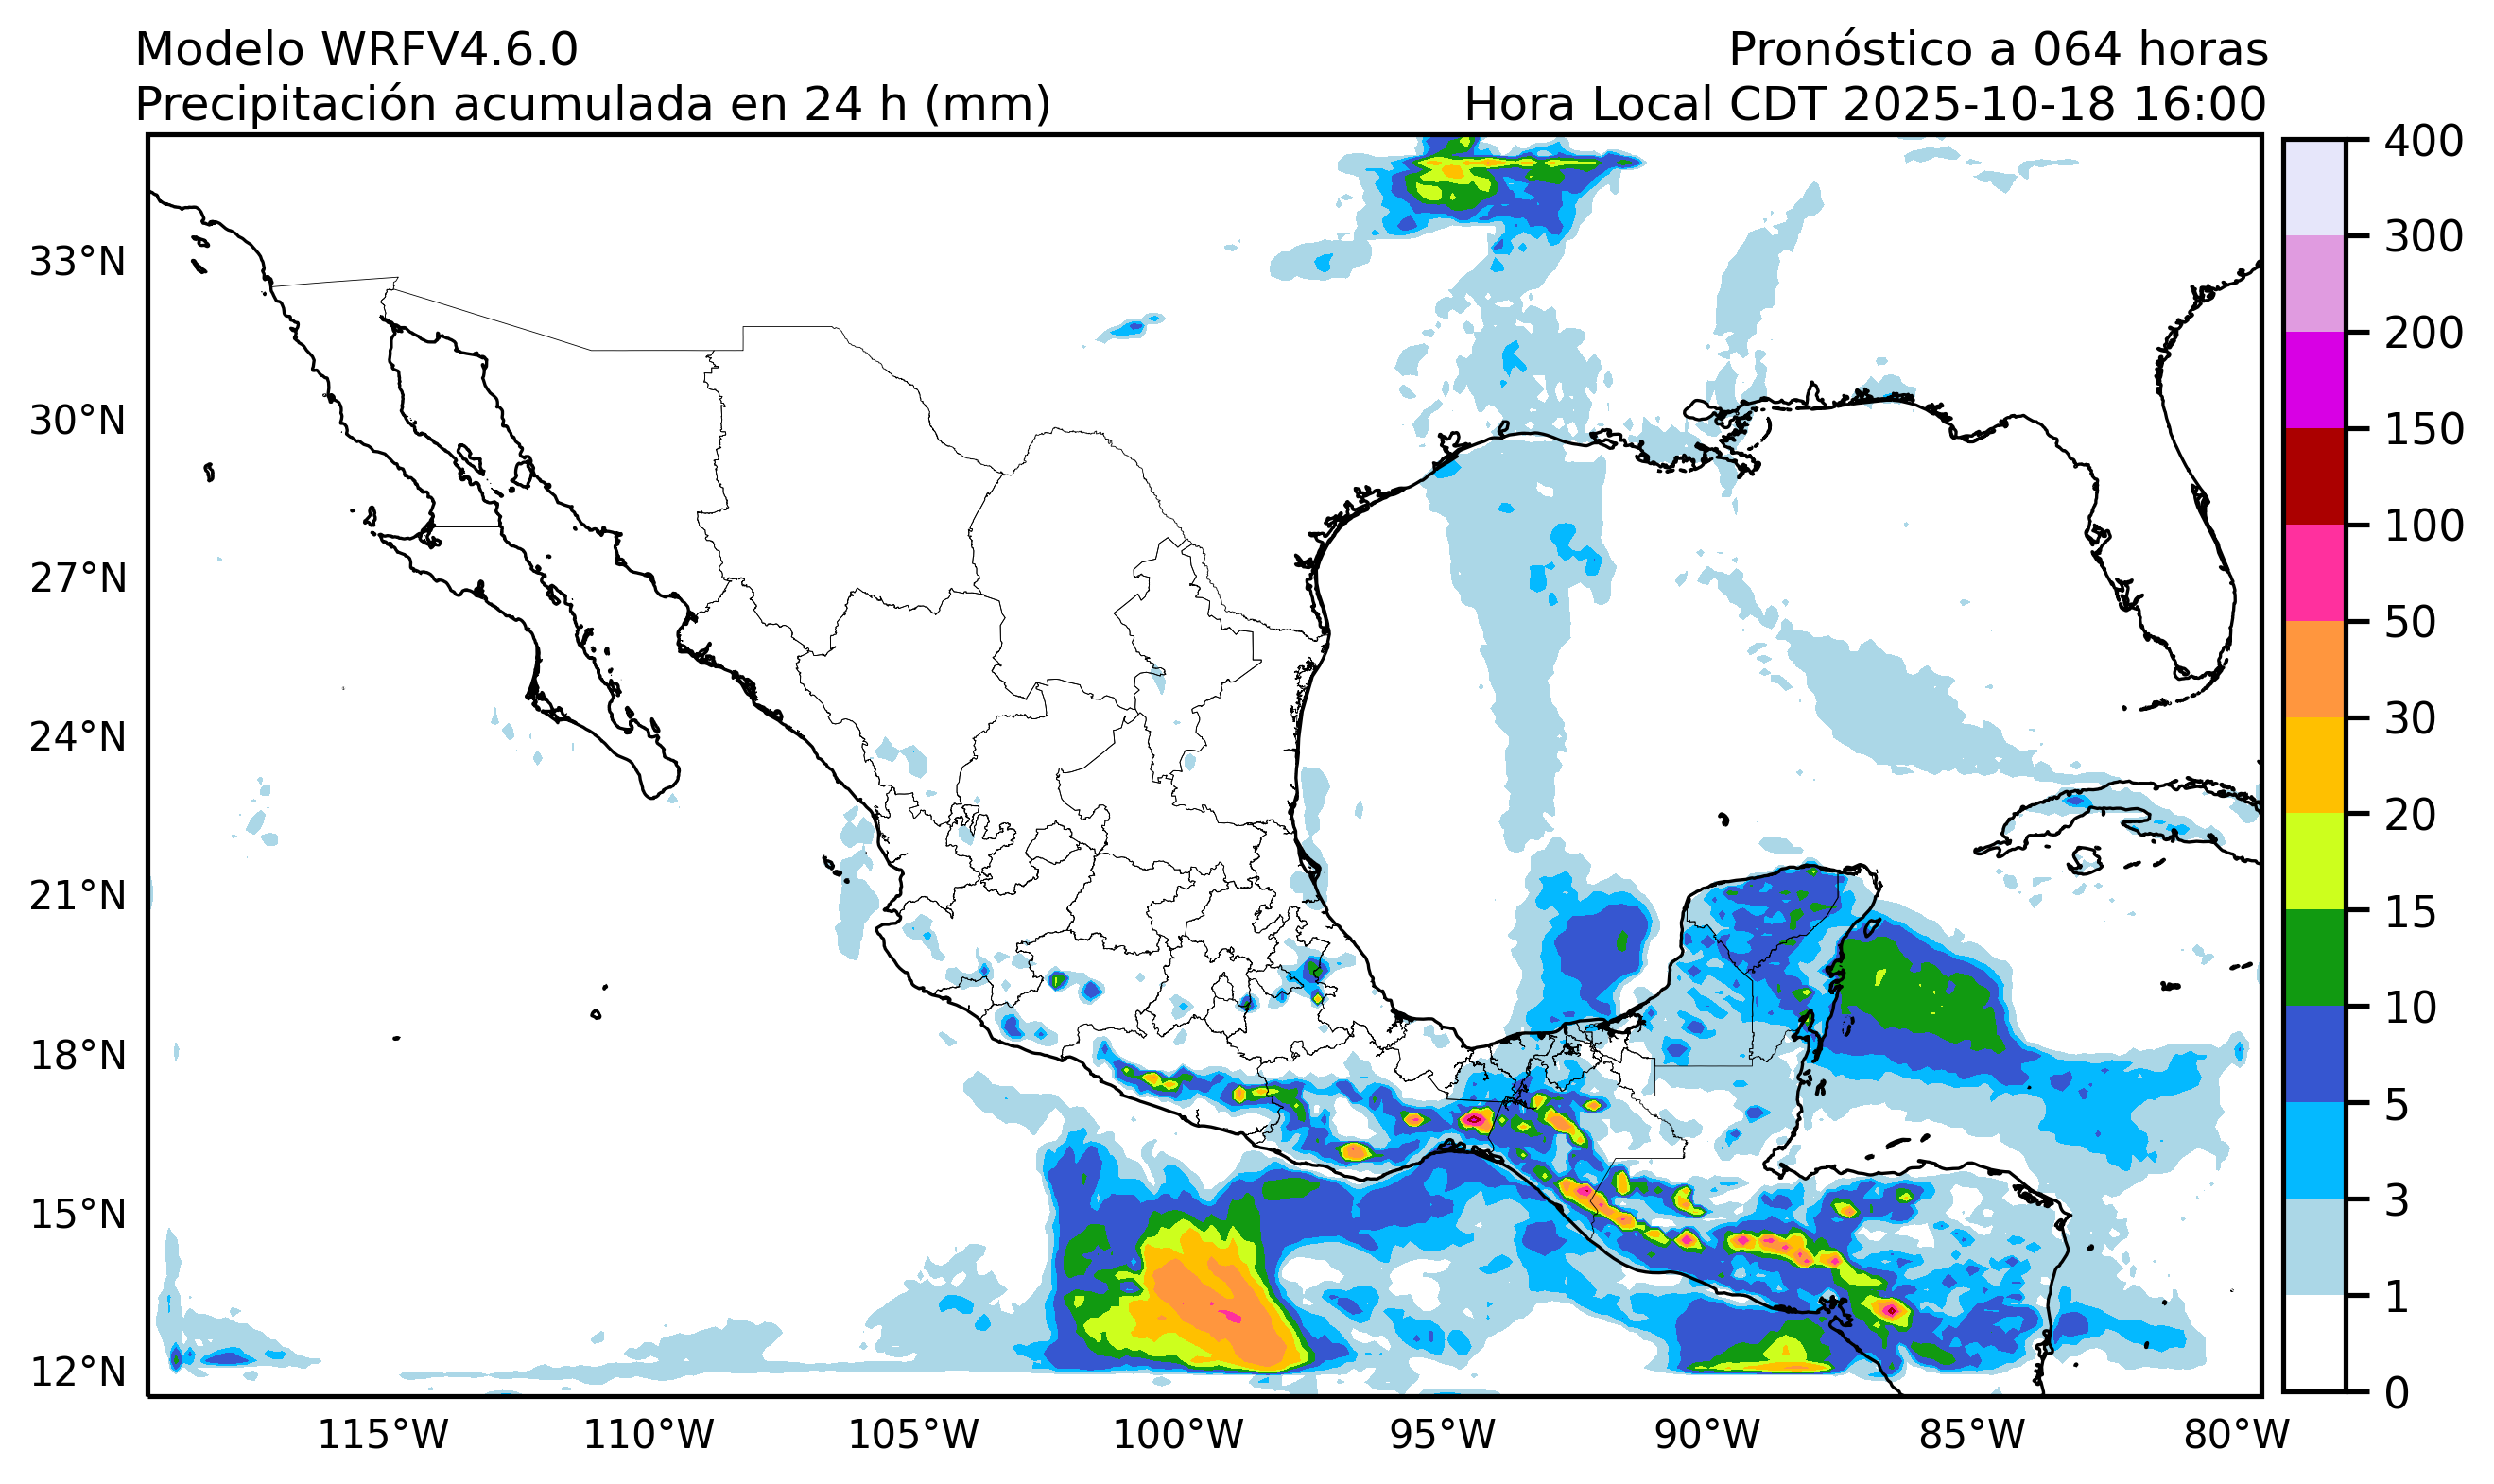 Modelo WRFV4.6.0
Pronóstico a 064 horas
Precipitación acumulada en 24 h (mm)
Hora Local CDT 2025-10-18 16:00
33°N
30°N
27°N
24°N
21°N
18°N
15°N
12°N
115°W
110°W
105°W
100°W
95°W
90°W
85°W
80°W
400
300
200
150
100
50
30
20
15
10
5
3
1
0